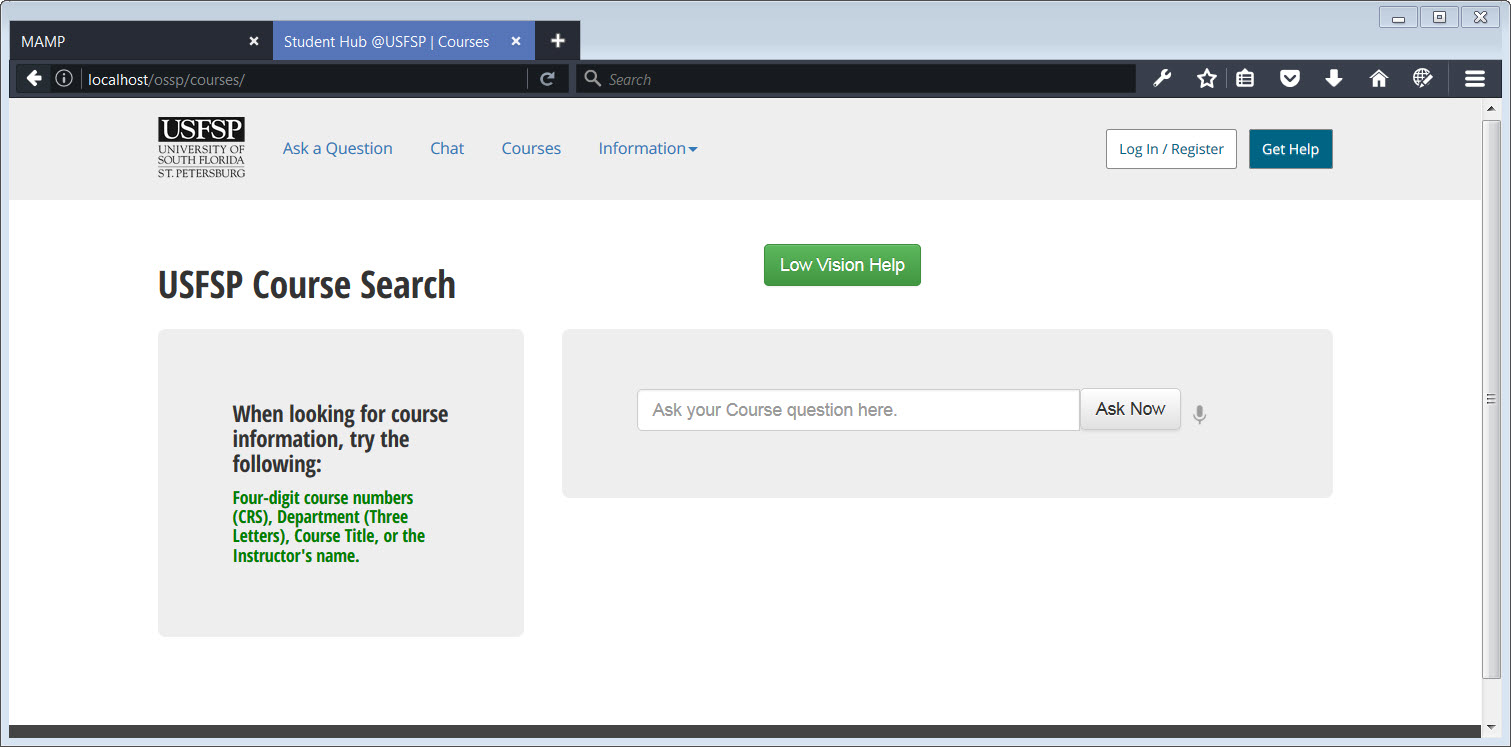 MAMP
Student Hub @USFSP | Courses
localhost/ossp/courses/
Search
USFSP
UNIVERSITY OF
SOUTH FLORIDA
ST. PETERSBURG
Ask a Question
Chat
Courses
Information
Log In / Register
Get Help
Low Vision Help
USFSP Course Search
When looking for course
information, try the
following:
Four-digit course numbers
(CRS), Department (Three
Letters), Course Title, or the
Instructor's name.
Ask your Course question here.
Ask Now